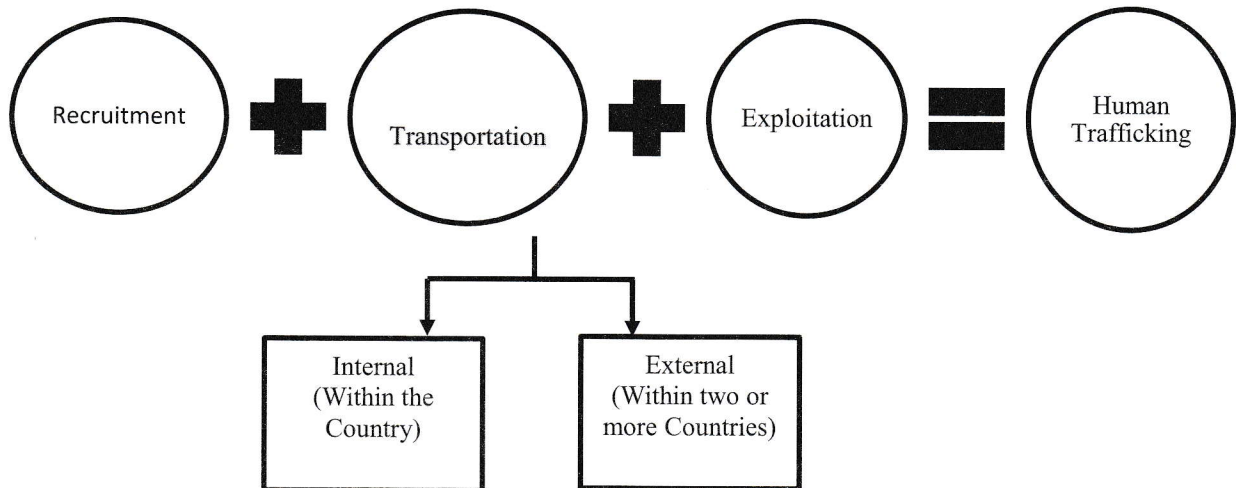 Recruitment
Transportation
Exploitation
Human
Trafficking
Internal
(Within the
Country)
External
(Within two or
more Countries)